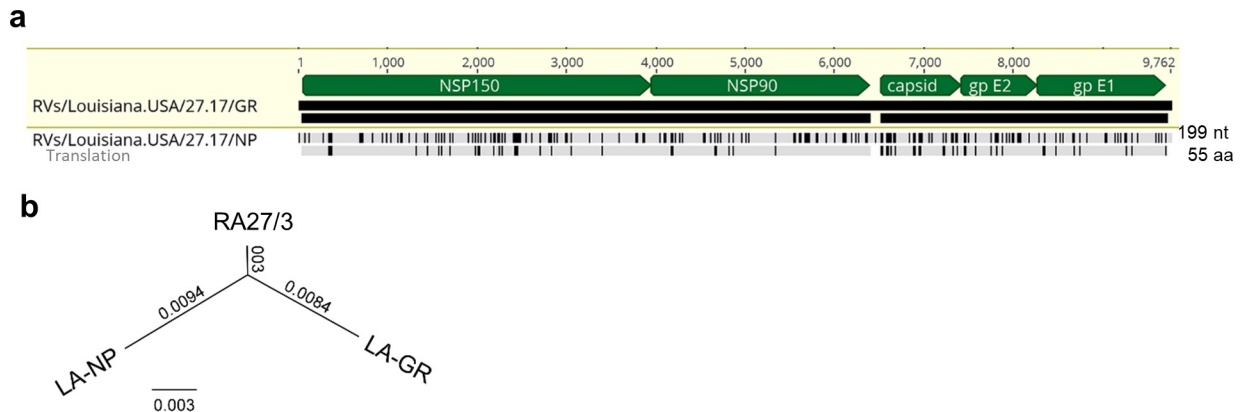 a
1 1,000 2,000 3,000 4,000 5,000 6,000 7,000 8,000 9,762
NSP150 NSP90 capsid gp E2 gp E1
RVs/Louisiana.USA/27.17/GR
RVs/Louisiana.USA/27.17/NP 199 nt
Translation 55 aa
b
RA27/3
003
0.0094 0.0084
LA-NP LA-GR
0.003